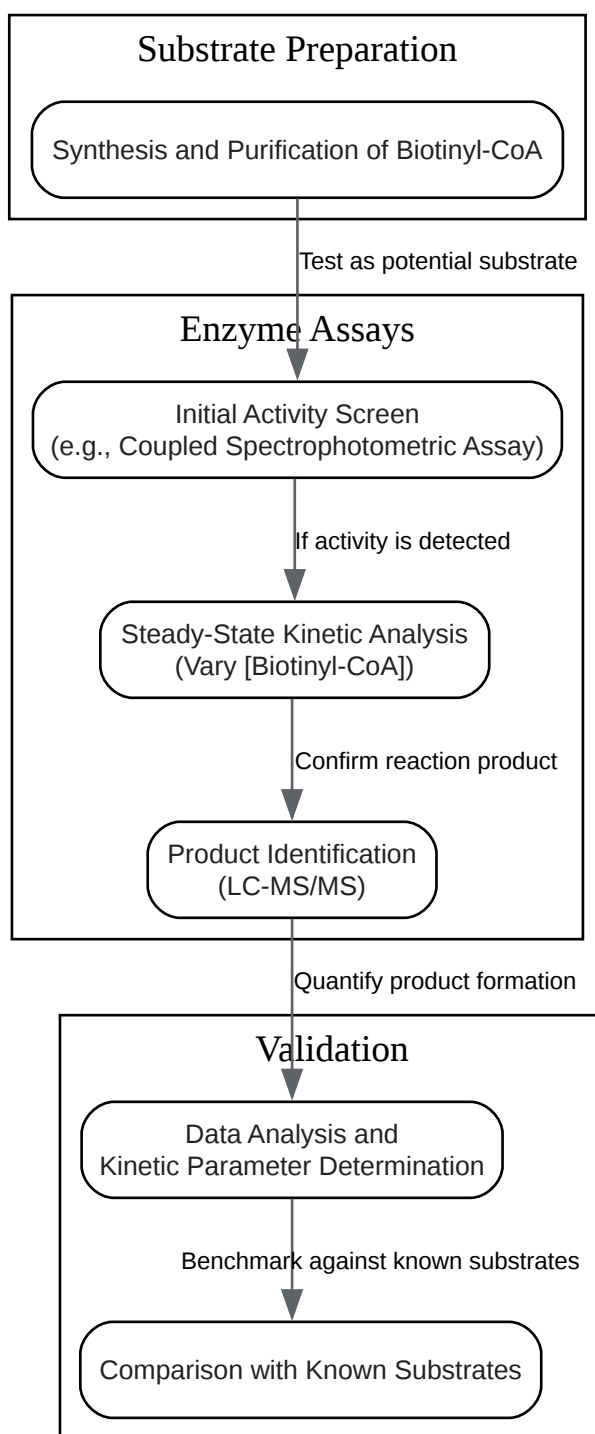 Substrate Preparation
Synthesis and Purification of Biotinyl-CoA
Test as potential substrate
Enzyme Assays
Initial Activity Screen
(e.g., Coupled Spectrophotometric Assay)
If activity is detected
Steady-State Kinetic Analysis
(Vary [Biotinyl-CoA])
Confirm reaction product
Product Identification
(LC-MS/MS)
Quantify product formation
Validation
Data Analysis and
Kinetic Parameter Determination
Benchmark against known substrates
Comparison with Known Substrates